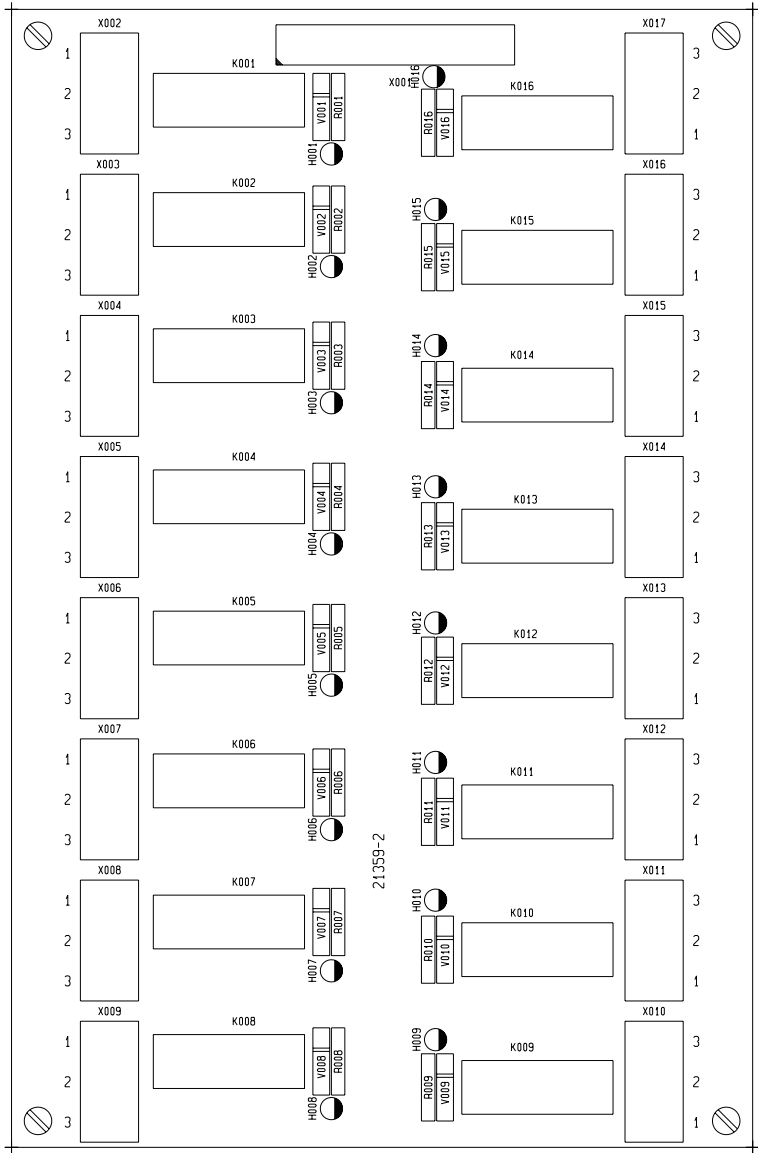 X002
X017
1
2
3
K001
V001
R001
H001
X001
H016
R016
V016
K016
3
2
1
X003
X016
1
2
3
K002
V002
R002
H002
H015
R015
V015
K015
3
2
1
X004
X015
1
2
3
K003
V003
R003
H003
H014
R014
V014
K014
3
2
1
X005
X014
1
2
3
K004
V004
R004
H004
H013
R013
V013
K013
3
2
1
X006
X013
1
2
3
K005
V005
R005
H005
H012
R012
V012
K012
3
2
1
X007
X012
1
2
3
K006
V006
R006
H006
H011
R011
V011
K011
3
2
1
21359-2
X008
X011
1
2
3
K007
V007
R007
H007
H010
R010
V010
K010
3
2
1
X009
X010
1
2
3
K008
V008
R008
H008
H009
R009
V009
K009
3
2
1